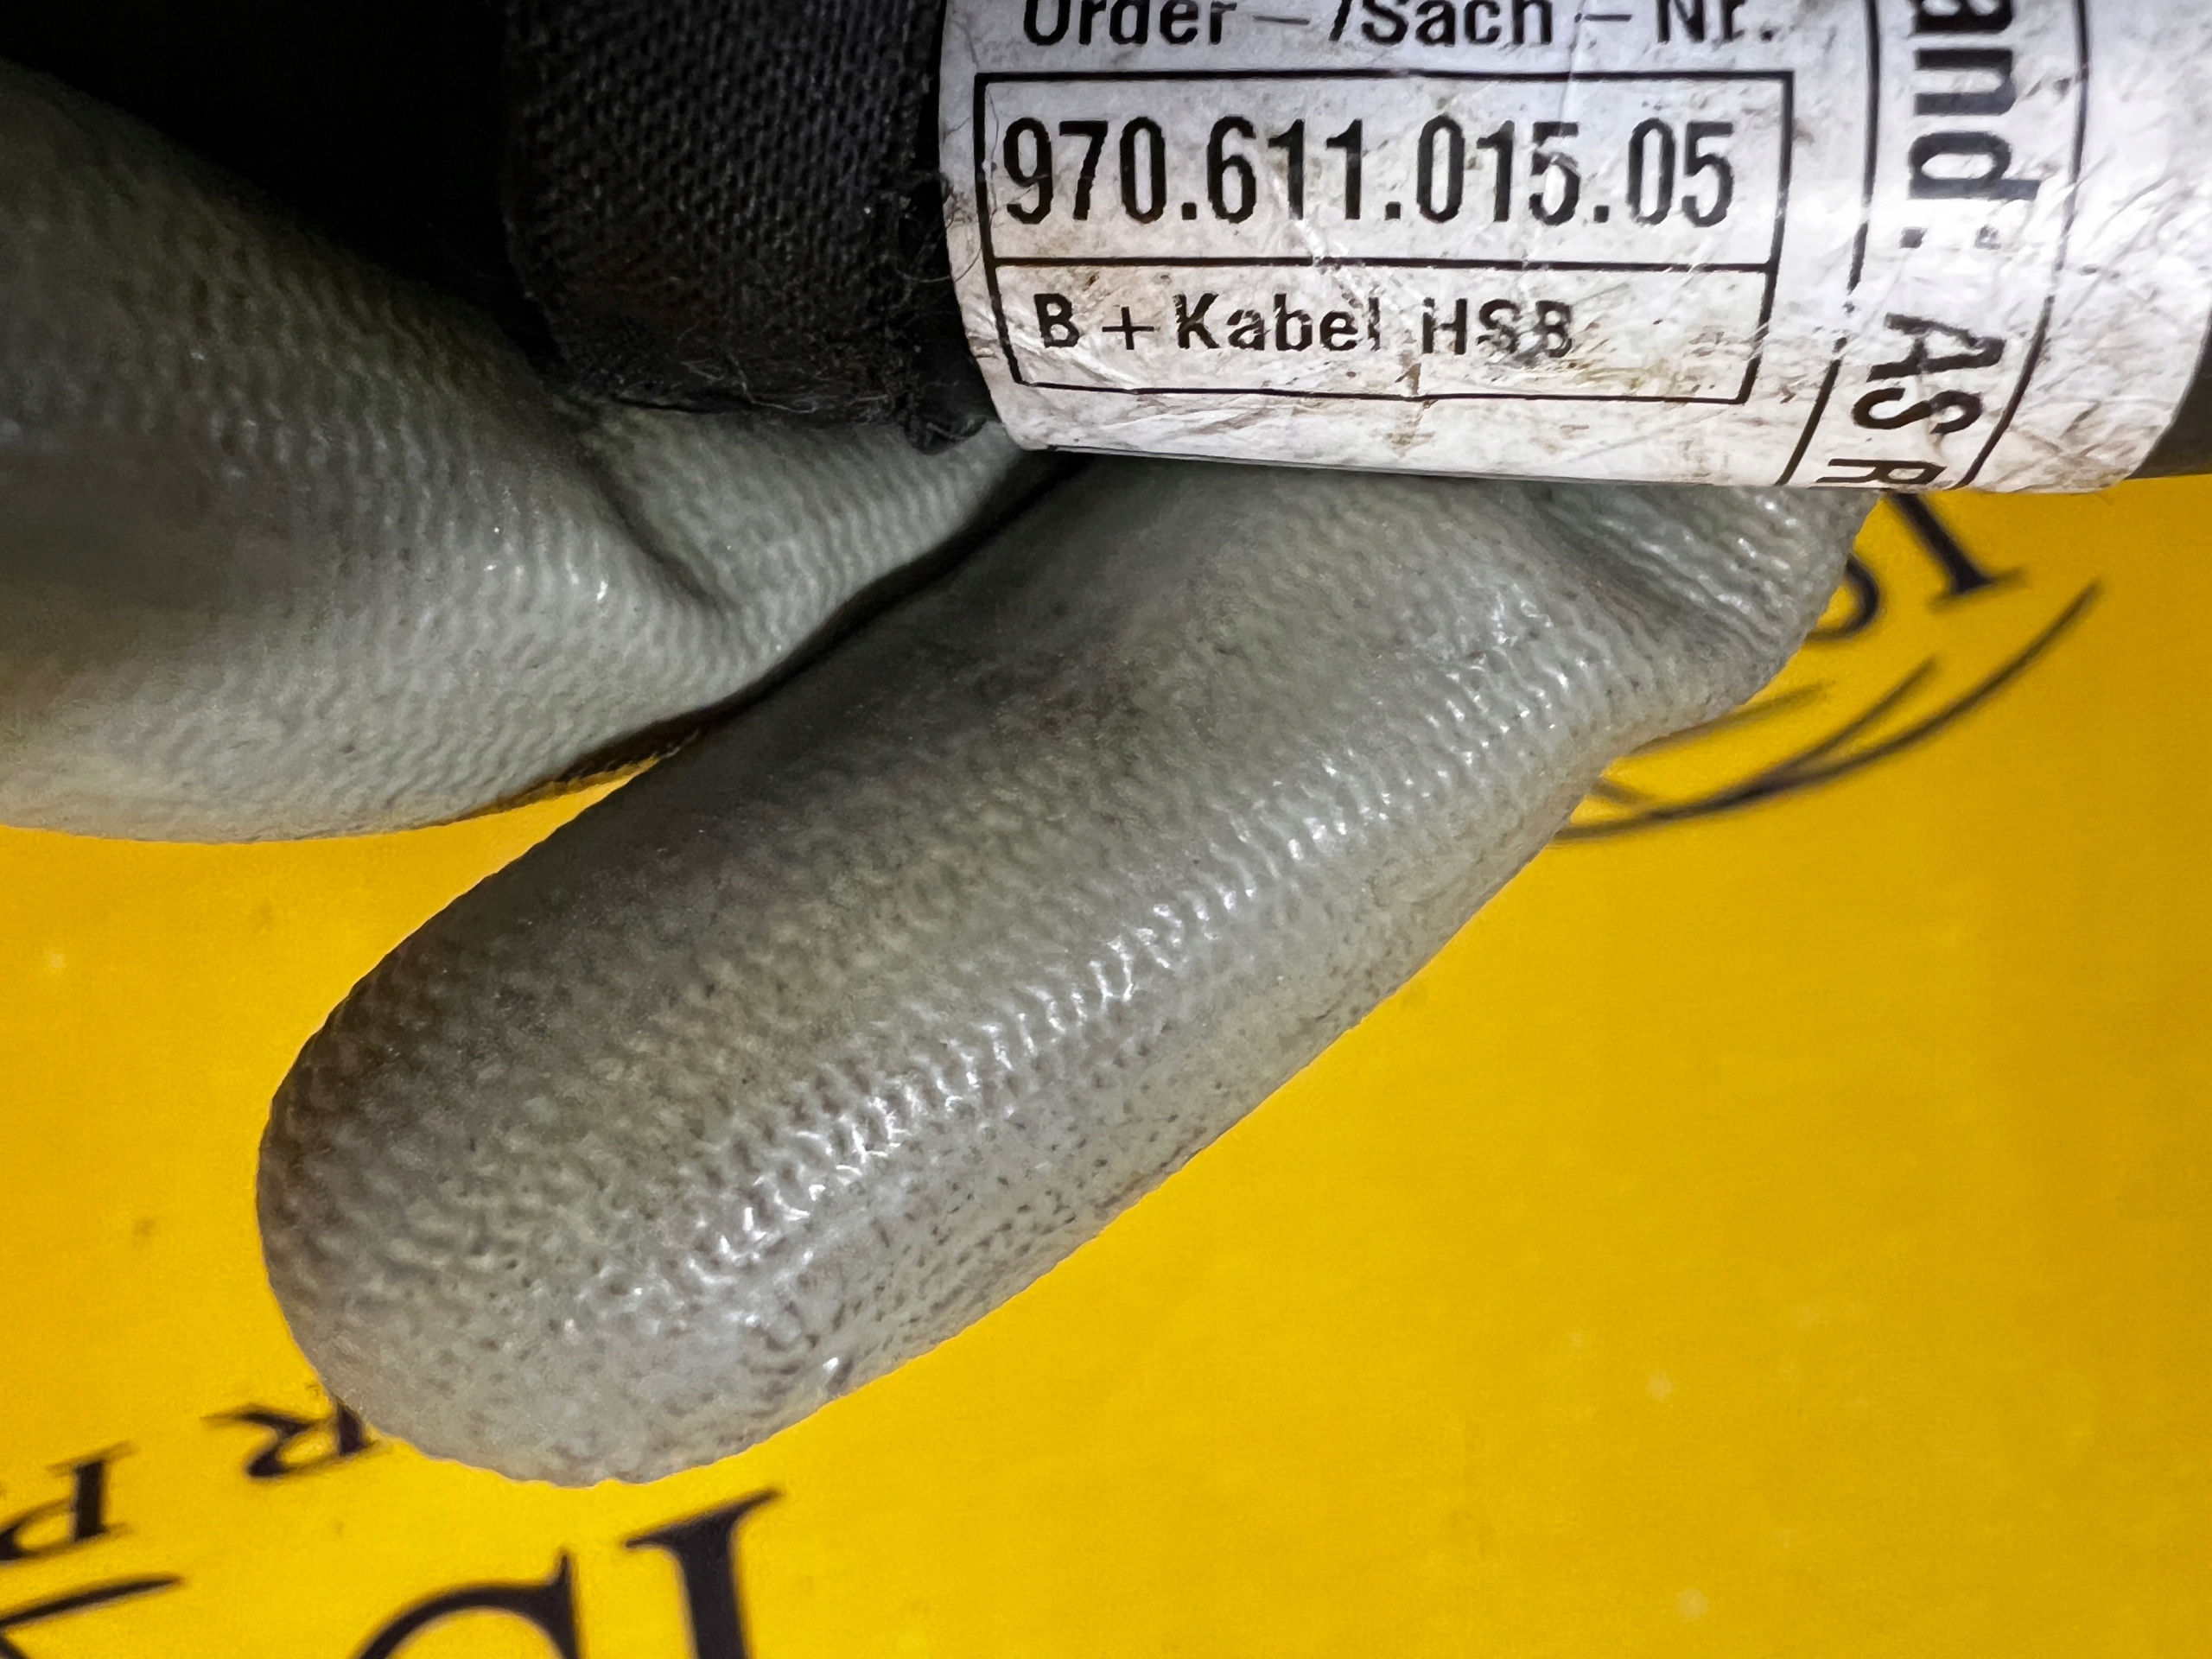 Order – /Sach – Nr.
970.611.015.05
B + Kabel HSB
and: AS R